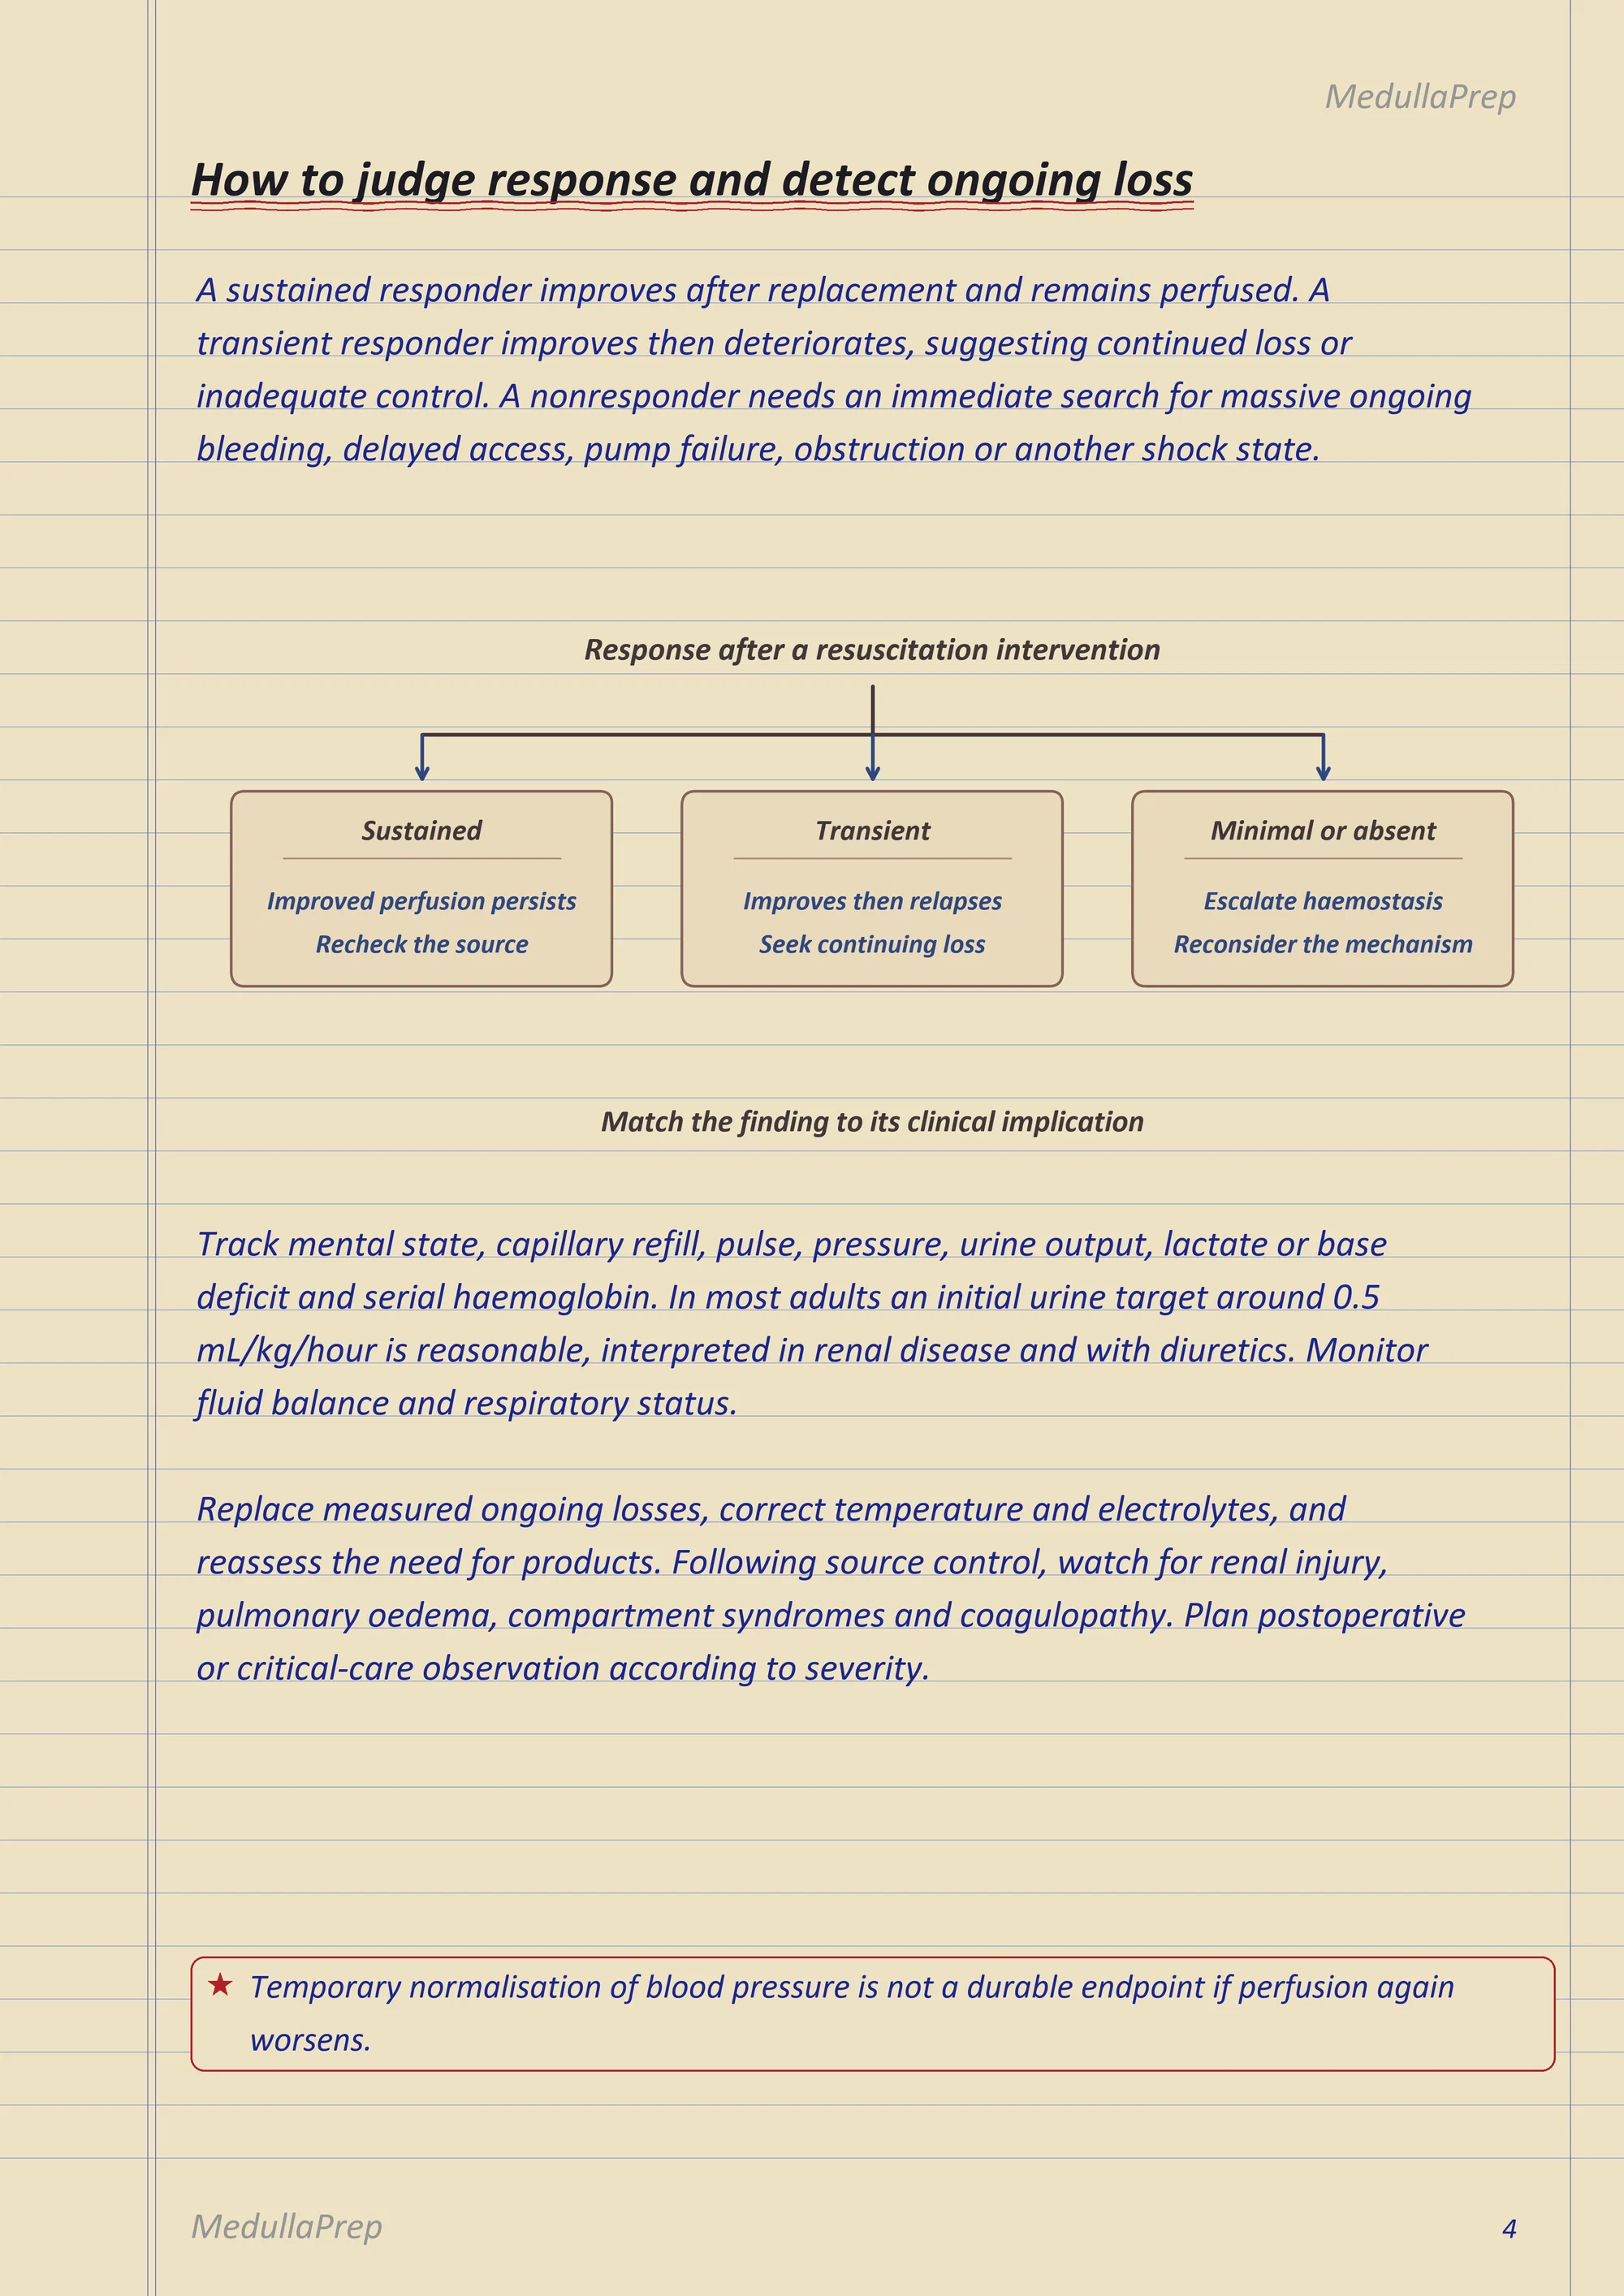 MedullaPrep
How to judge response and detect ongoing loss
A sustained responder improves after replacement and remains perfused. A
transient responder improves then deteriorates, suggesting continued loss or
inadequate control. A nonresponder needs an immediate search for massive ongoing
bleeding, delayed access, pump failure, obstruction or another shock state.
Response after a resuscitation intervention
Sustained
Improved perfusion persists
Recheck the source
Transient
Improves then relapses
Seek continuing loss
Minimal or absent
Escalate haemostasis
Reconsider the mechanism
Match the finding to its clinical implication
Track mental state, capillary refill, pulse, pressure, urine output, lactate or base
deficit and serial haemoglobin. In most adults an initial urine target around 0.5
mL/kg/hour is reasonable, interpreted in renal disease and with diuretics. Monitor
fluid balance and respiratory status.
Replace measured ongoing losses, correct temperature and electrolytes, and
reassess the need for products. Following source control, watch for renal injury,
pulmonary oedema, compartment syndromes and coagulopathy. Plan postoperative
or critical-care observation according to severity.
★ Temporary normalisation of blood pressure is not a durable endpoint if perfusion again
worsens.
MedullaPrep
4